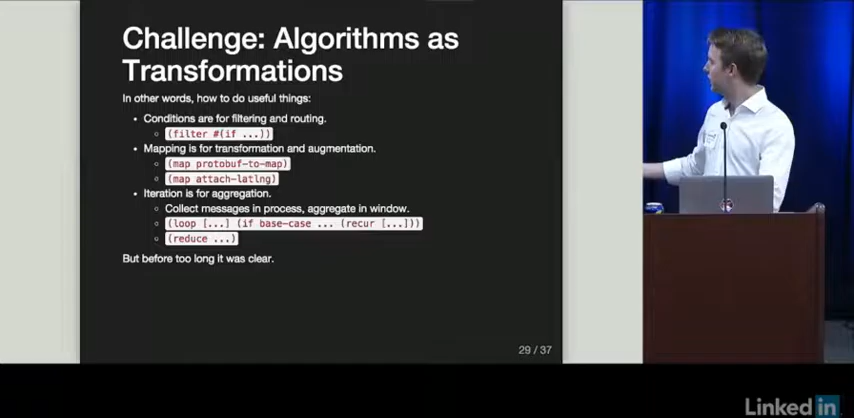 Challenge: Algorithms as
Transformations
In other words, how to do useful things:
• Conditions are for filtering and routing.
○ (filter #(if ...))
• Mapping is for transformation and augmentation.
○ (map protobuf-to-map)
○ (map attach-latlng)
• Iteration is for aggregation.
○ Collect messages in process, aggregate in window.
○ (loop [...] (if base-case ... (recur [...]))
○ (reduce ...)
But before too long it was clear.
29 / 37
Linked in